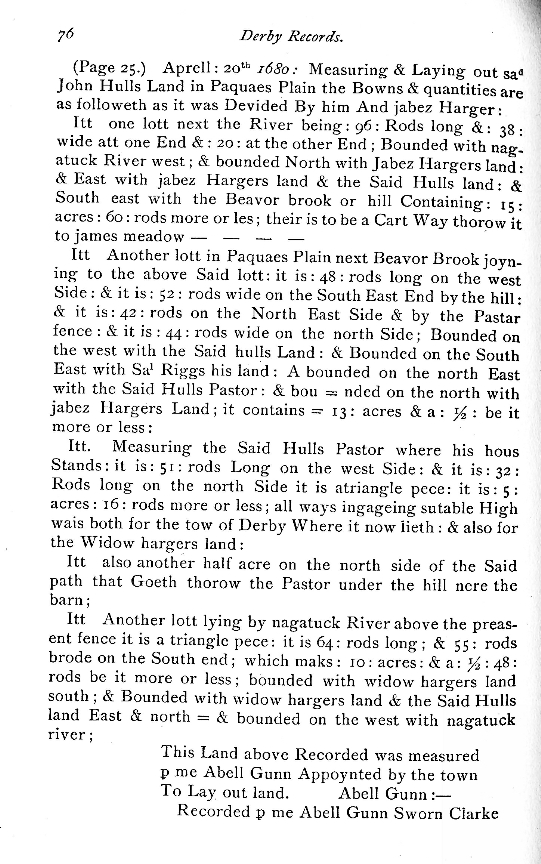 76 Derby Records.
(Page 25.) Aprell : 20th 1680 : Measuring & Laying out sad
John Hulls Land in Paquaes Plain the Bowns & quantities are
as followeth as it was Devided By him And jabez Harger :
Itt one lott next the River being : 96 : Rods long & : 38 :
wide att one End & : 20 : at the other End ; Bounded with nag-
atuck River west ; & bounded North with Jabez Hargers land :
& East with jabez Hargers land & the Said Hulls land : &
South east with the Beavor brook or hill Containing : 15 :
acres : 60 : rods more or les ; their is to be a Cart Way thorow it
to james meadow — — — —
Itt Another lott in Paquaes Plain next Beavor Brook joyn-
ing to the above Said lott : it is : 48 : rods long on the west
Side : & it is : 52 : rods wide on the South East End by the hill :
& it is : 42 : rods on the North East Side & by the Pastar
fence : & it is : 44 : rods wide on the north Side ; Bounded on
the west with the Said hulls Land : & Bounded on the South
East with Sal Riggs his land : A bounded on the north East
with the Said Hulls Pastor : & bou = nded on the north with
jabez Hargers Land ; it contains = 13 : acres & a : ½ : be it
more or less :
Itt. Measuring the Said Hulls Pastor where his hous
Stands : it is : 51 : rods Long on the west Side : & it is : 32 :
Rods long on the north Side it is atriangle pece : it is : 5 :
acres : 16 : rods more or less ; all ways ingageing sutable High
wais both for the tow of Derby Where it now lieth : & also for
the Widow hargers land :
Itt also another half acre on the north side of the Said
path that Goeth thorow the Pastor under the hill nere the
barn ;
Itt Another lott lying by nagatuck River above the preas-
ent fence it is a triangle pece : it is 64 : rods long ; & 55 : rods
brode on the South end ; which maks : 10 : acres : & a : ½ : 48 :
rods be it more or less ; bounded with widow hargers land
south ; & Bounded with widow hargers land & the Said Hulls
land East & north = & bounded on the west with nagatuck
river ;
This Land above Recorded was measured
p me Abell Gunn Appoynted by the town
To Lay out land. Abell Gunn :—
Recorded p me Abell Gunn Sworn Clarke